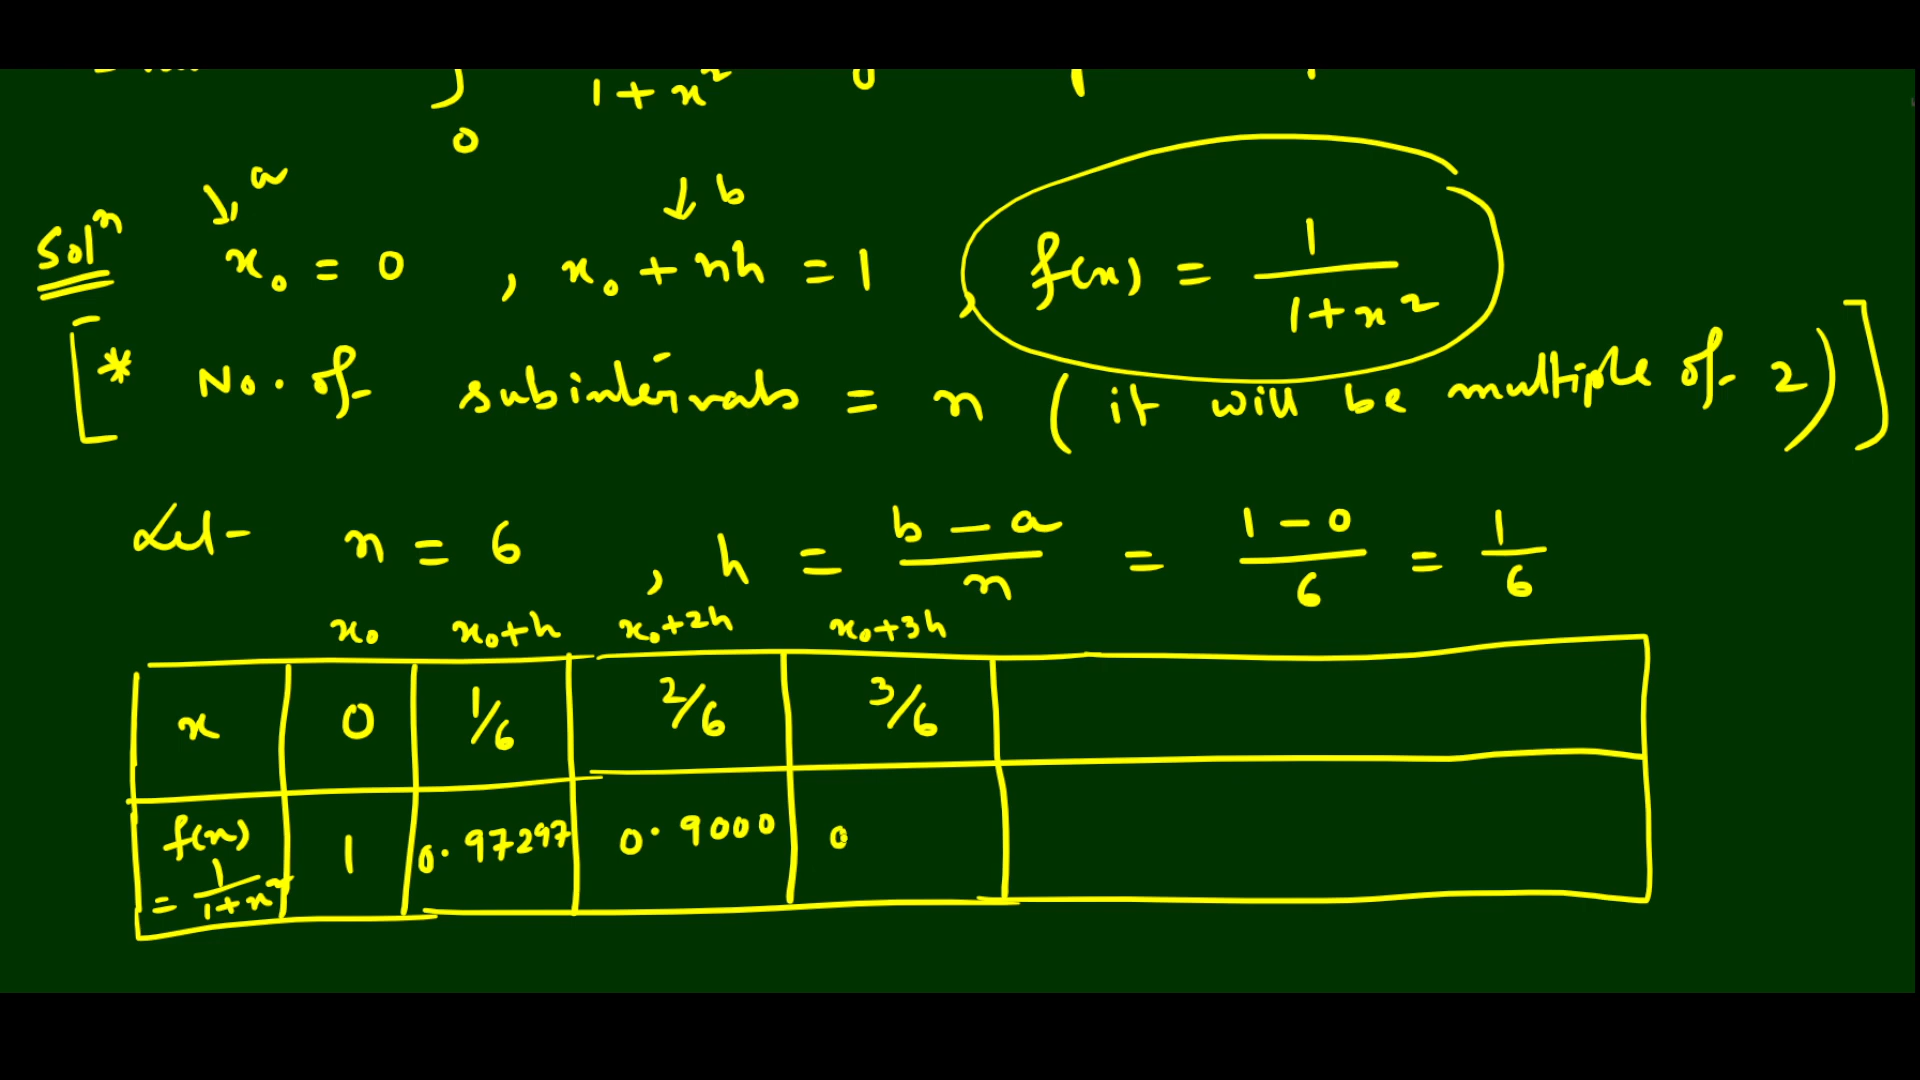 ∫ 0 1+x²
a b
Solⁿ x₀ = 0 , x₀ + nh = 1 , f(x) = 1/(1+x²)
[* No. of subintervals = n ( it will be multiple of 2)]
Let n = 6 , h = (b - a)/n = (1 - 0)/6 = 1/6
x₀ x₀+h x₀+2h x₀+3h
x 0 1/6 2/6 3/6
f(x) = 1/(1+x²) 1 0.97297 0.9000 0